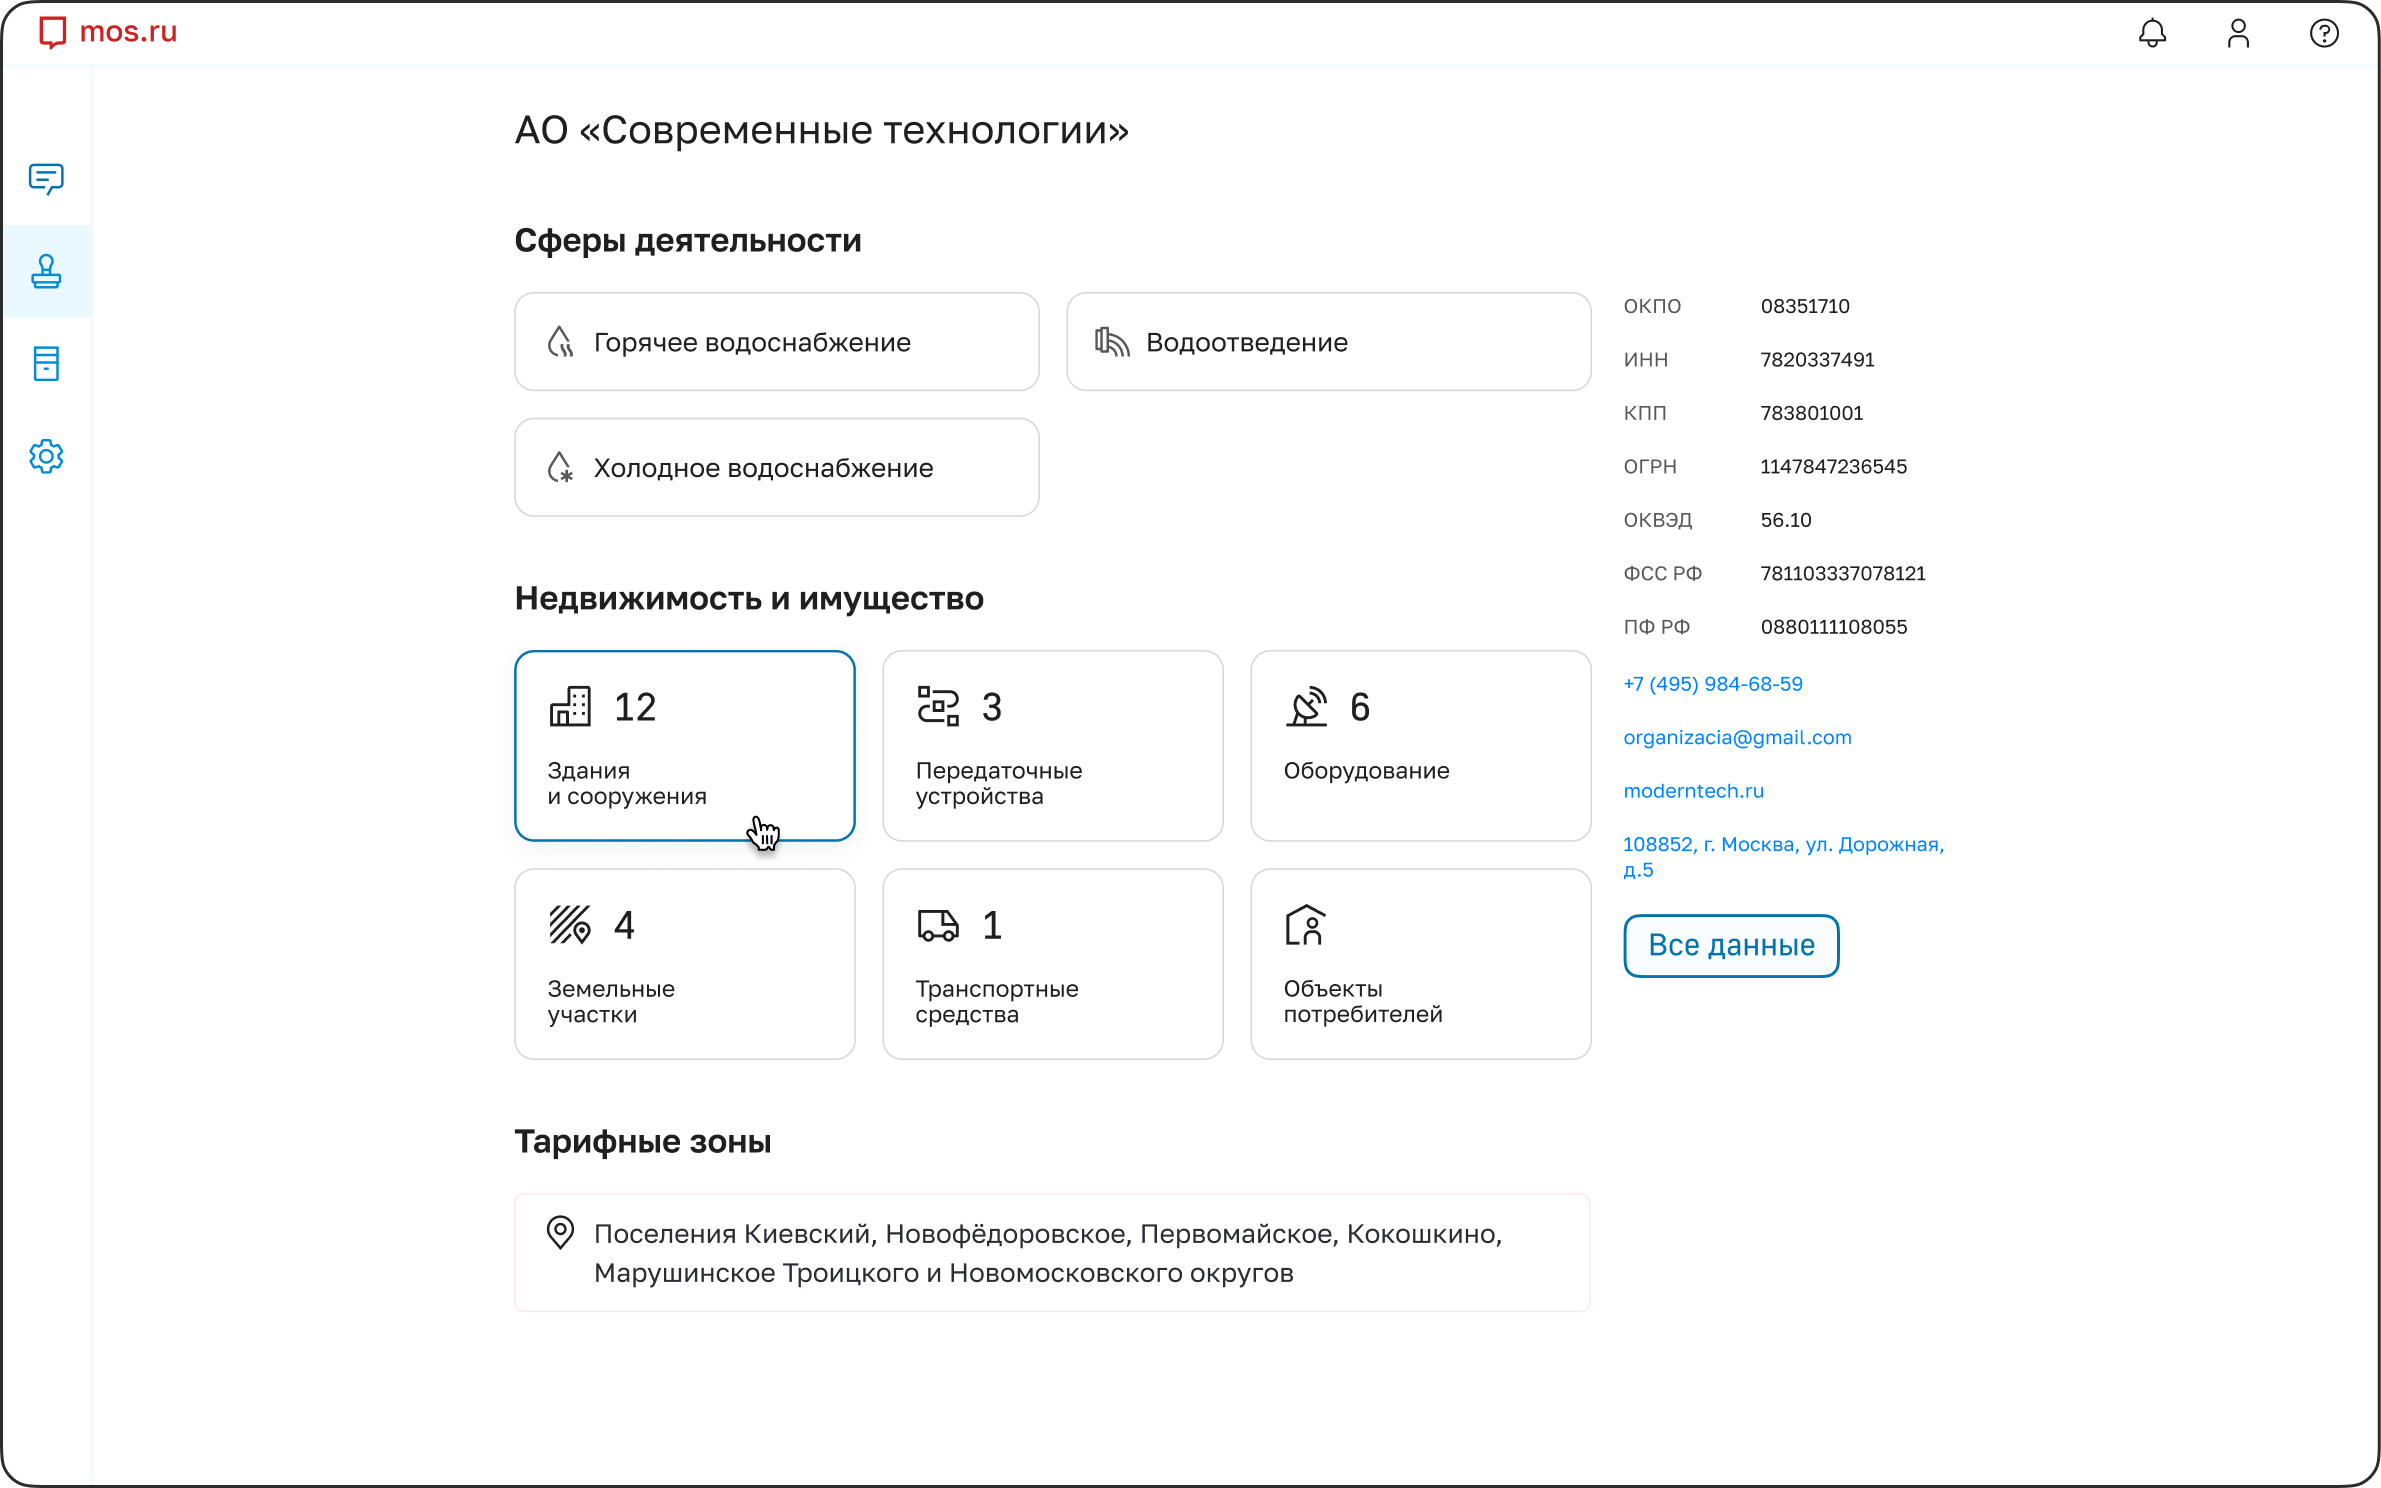 mos.ru
АО «Современные технологии»
Сферы деятельности
Горячее водоснабжение
Водоотведение
Холодное водоснабжение
ОКПО 08351710
ИНН 7820337491
КПП 783801001
ОГРН 1147847236545
ОКВЭД 56.10
ФСС РФ 781103337078121
ПФ РФ 0880111108055
+7 (495) 984-68-59
organizacia@gmail.com
moderntech.ru
108852, г. Москва, ул. Дорожная,
д.5
Все данные
Недвижимость и имущество
12
Здания
и сооружения
3
Передаточные
устройства
6
Оборудование
4
Земельные
участки
1
Транспортные
средства
Объекты
потребителей
Тарифные зоны
Поселения Киевский, Новофёдоровское, Первомайское, Кокошкино,
Марушинское Троицкого и Новомосковского округов